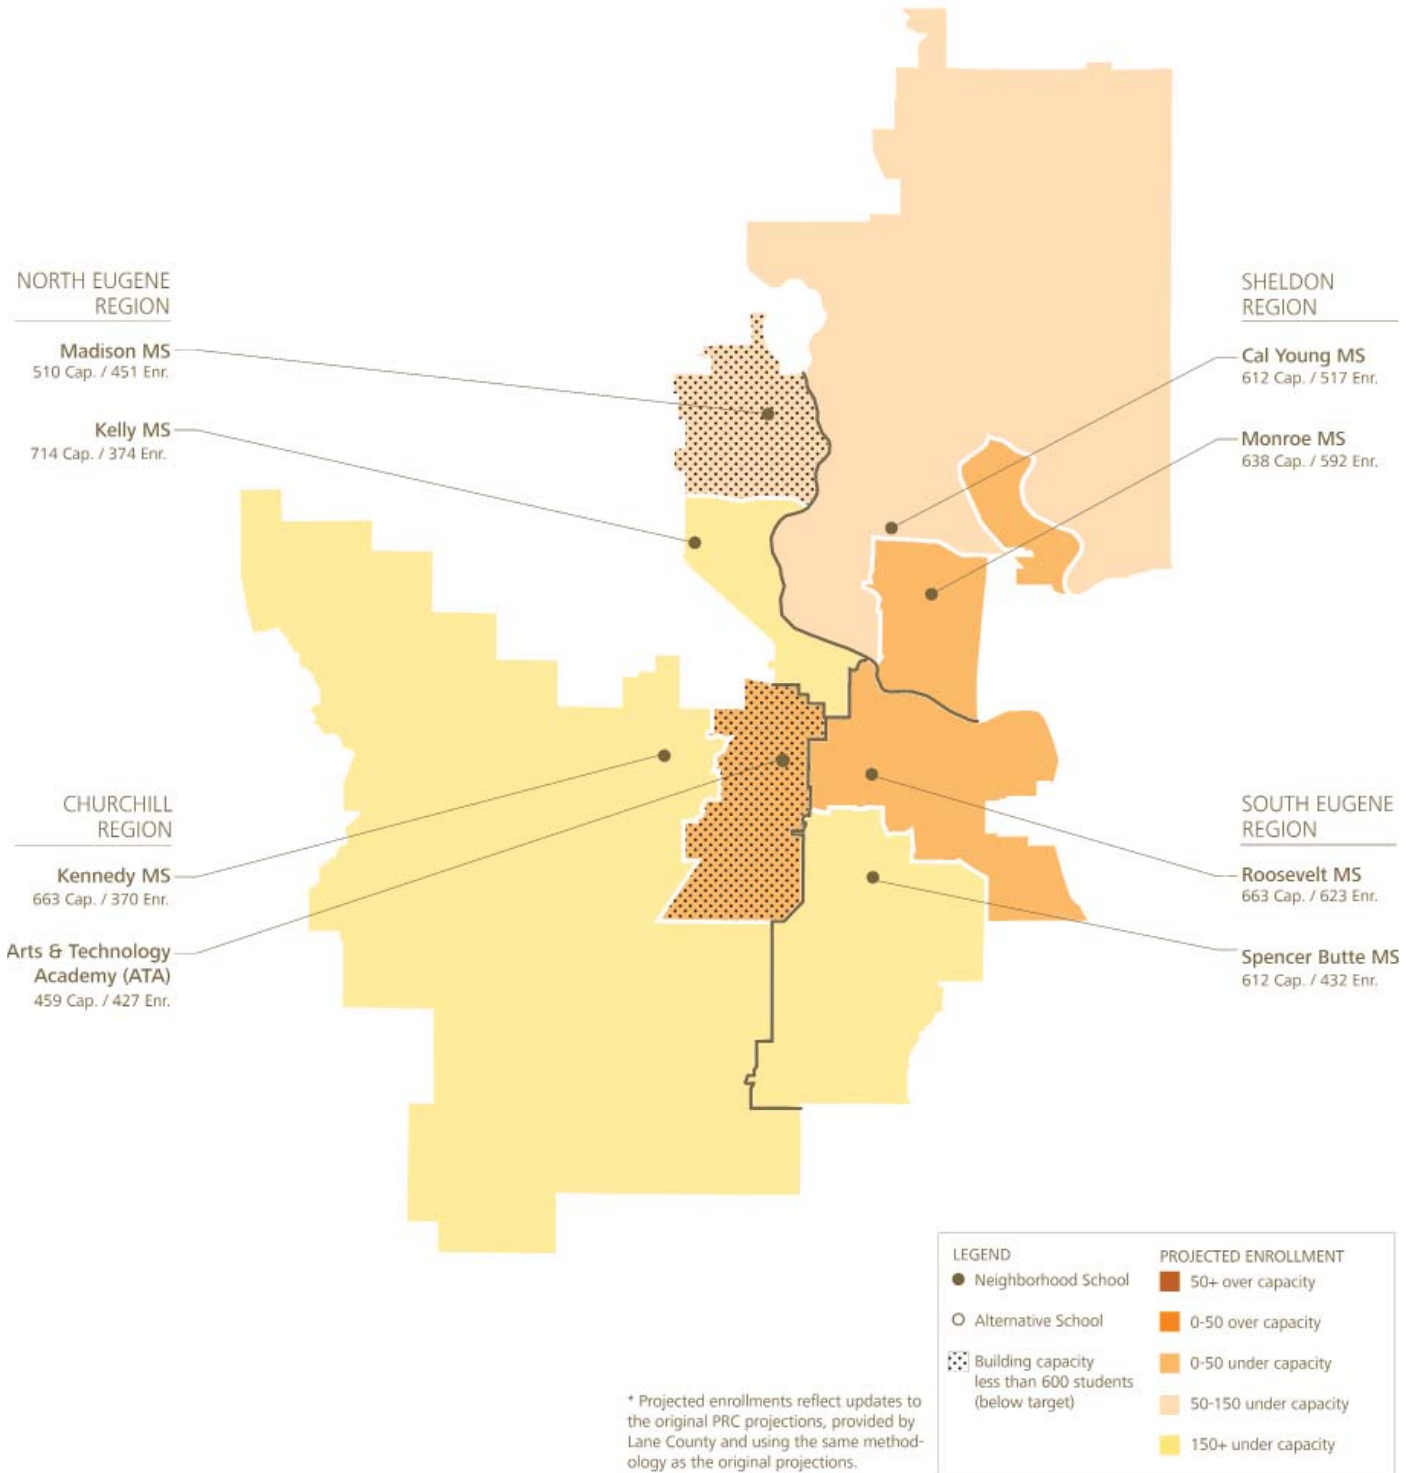 NORTH EUGENE
REGION
Madison MS
510 Cap. / 451 Enr.
Kelly MS
714 Cap. / 374 Enr.
CHURCHILL
REGION
Kennedy MS
663 Cap. / 370 Enr.
Arts & Technology
Academy (ATA)
459 Cap. / 427 Enr.
SHELDON
REGION
Cal Young MS
612 Cap. / 517 Enr.
Monroe MS
638 Cap. / 592 Enr.
SOUTH EUGENE
REGION
Roosevelt MS
663 Cap. / 623 Enr.
Spencer Butte MS
612 Cap. / 432 Enr.
LEGEND
Neighborhood School
Alternative School
Building capacity
less than 600 students
(below target)
PROJECTED ENROLLMENT
50+ over capacity
0-50 over capacity
0-50 under capacity
50-150 under capacity
150+ under capacity
* Projected enrollments reflect updates to
the original PRC projections, provided by
Lane County and using the same method-
ology as the original projections.